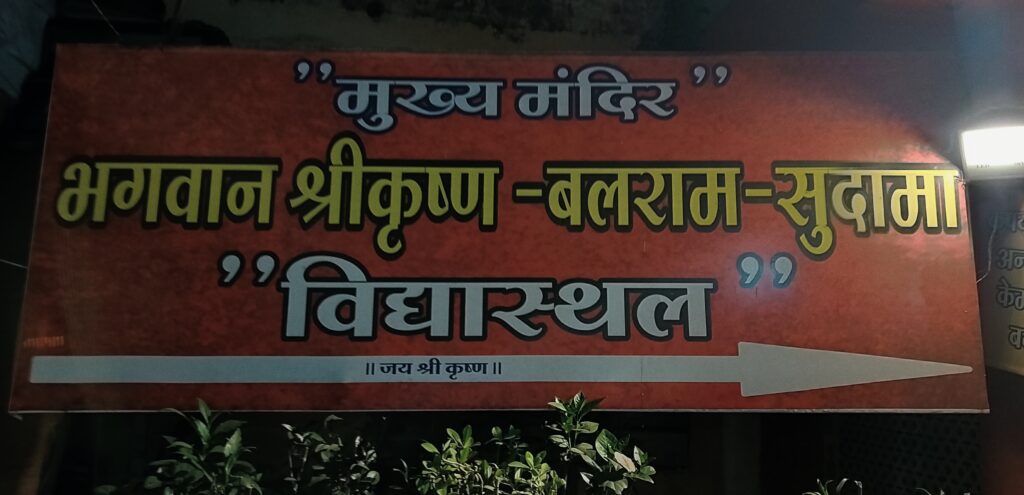 ’’मुख्य मंदिर’’
भगवान श्रीकृष्ण -बलराम-सुदामा
’’विद्यास्थल’’
॥ जय श्री कृष्ण ॥